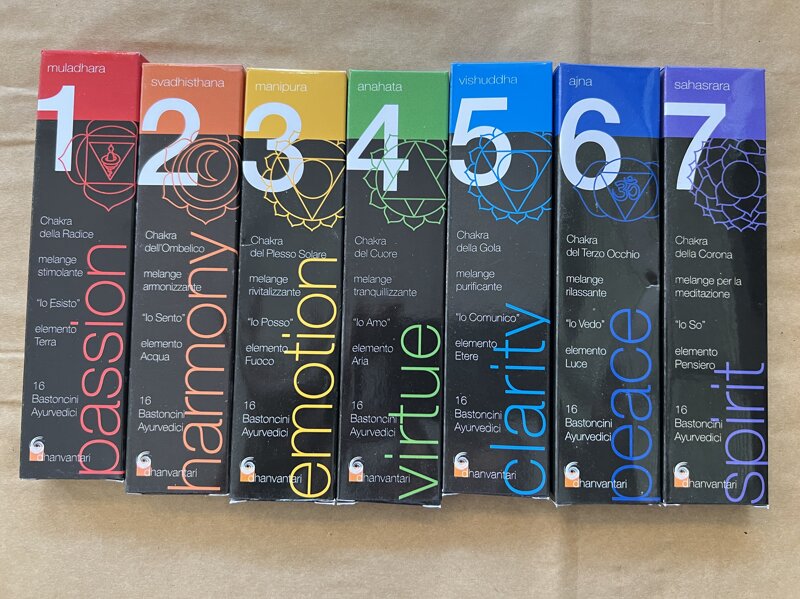 muladhara
1
Chakra
della Radice
melange
stimolante
"Io Esisto"
elemento
Terra
16
Bastoncini
Ayurvedici
dhanvantari
passion
svadhisthana
2
Chakra
dell'Ombelico
melange
armonizzante
"Io Sento"
elemento
Acqua
16
Bastoncini
Ayurvedici
dhanvantari
harmony
manipura
3
Chakra
del Plesso Solare
melange
rivitalizzante
"Io Posso"
elemento
Fuoco
16
Bastoncini
Ayurvedici
dhanvantari
emotion
anahata
4
Chakra
del Cuore
melange
tranquillizzante
"Io Amo"
elemento
Aria
16
Bastoncini
Ayurvedici
dhanvantari
virtue
vishuddha
5
Chakra
della Gola
melange
purificante
"Io Comunico"
elemento
Etere
16
Bastoncini
Ayurvedici
dhanvantari
clarity
ajna
6
ॐ
Chakra
del Terzo Occhio
melange
rilassante
"Io Vedo"
elemento
Luce
16
Bastoncini
Ayurvedici
dhanvantari
peace
sahasrara
7
Chakra
della Corona
melange per la
meditazione
"Io So"
elemento
Pensiero
16
Bastoncini
Ayurvedici
dhanvantari
spirit